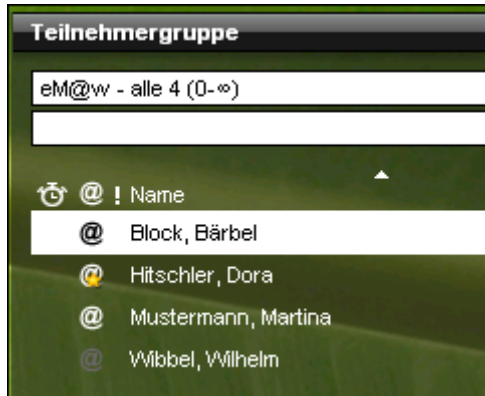 Teilnehmergruppe
eM@w - alle 4 (0-∞)
@ ! Name
@ Block, Bärbel
@ Hitschler, Dora
@ Mustermann, Martina
@ Wibbel, Wilhelm